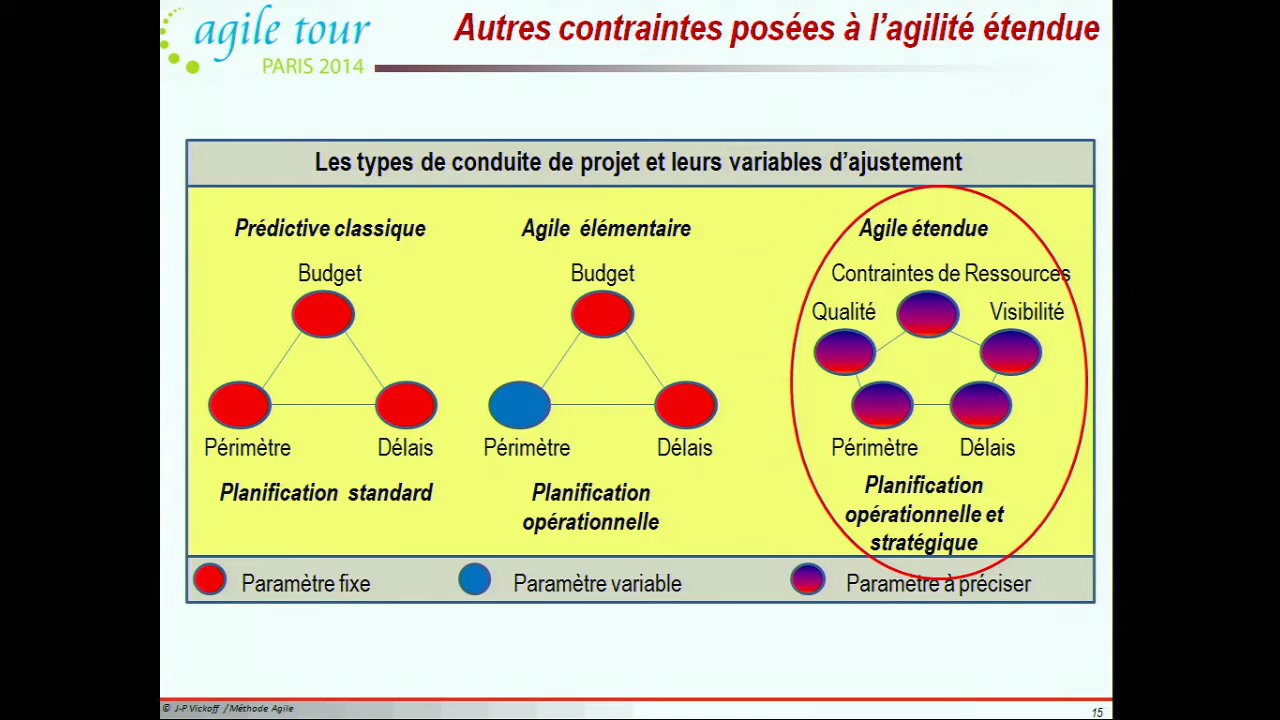 agile tour
PARIS 2014
Autres contraintes posées à l’agilité étendue
Les types de conduite de projet et leurs variables d’ajustement
Prédictive classique
Budget
Périmètre
Délais
Planification standard
Agile élémentaire
Budget
Périmètre
Délais
Planification
opérationnelle
Agile étendue
Contraintes de Ressources
Qualité
Visibilité
Périmètre
Délais
Planification
opérationnelle et
stratégique
Paramètre fixe
Paramètre variable
Paramètre à préciser
© J-P Vickoff / Méthode Agile
15